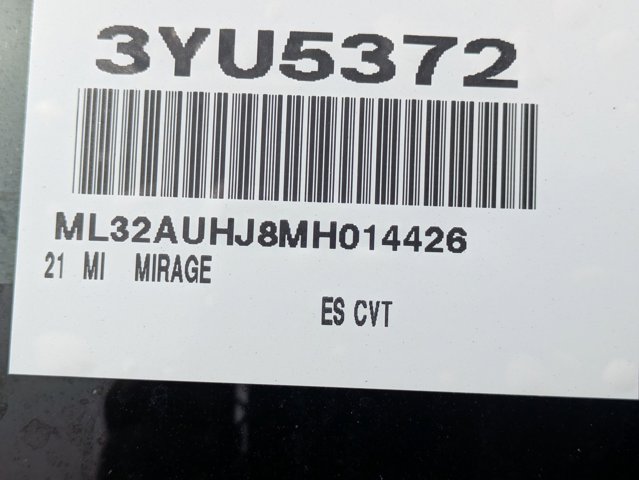 3YU5372
ML32AUHJ8MH014426
21 MI MIRAGE
ES CVT